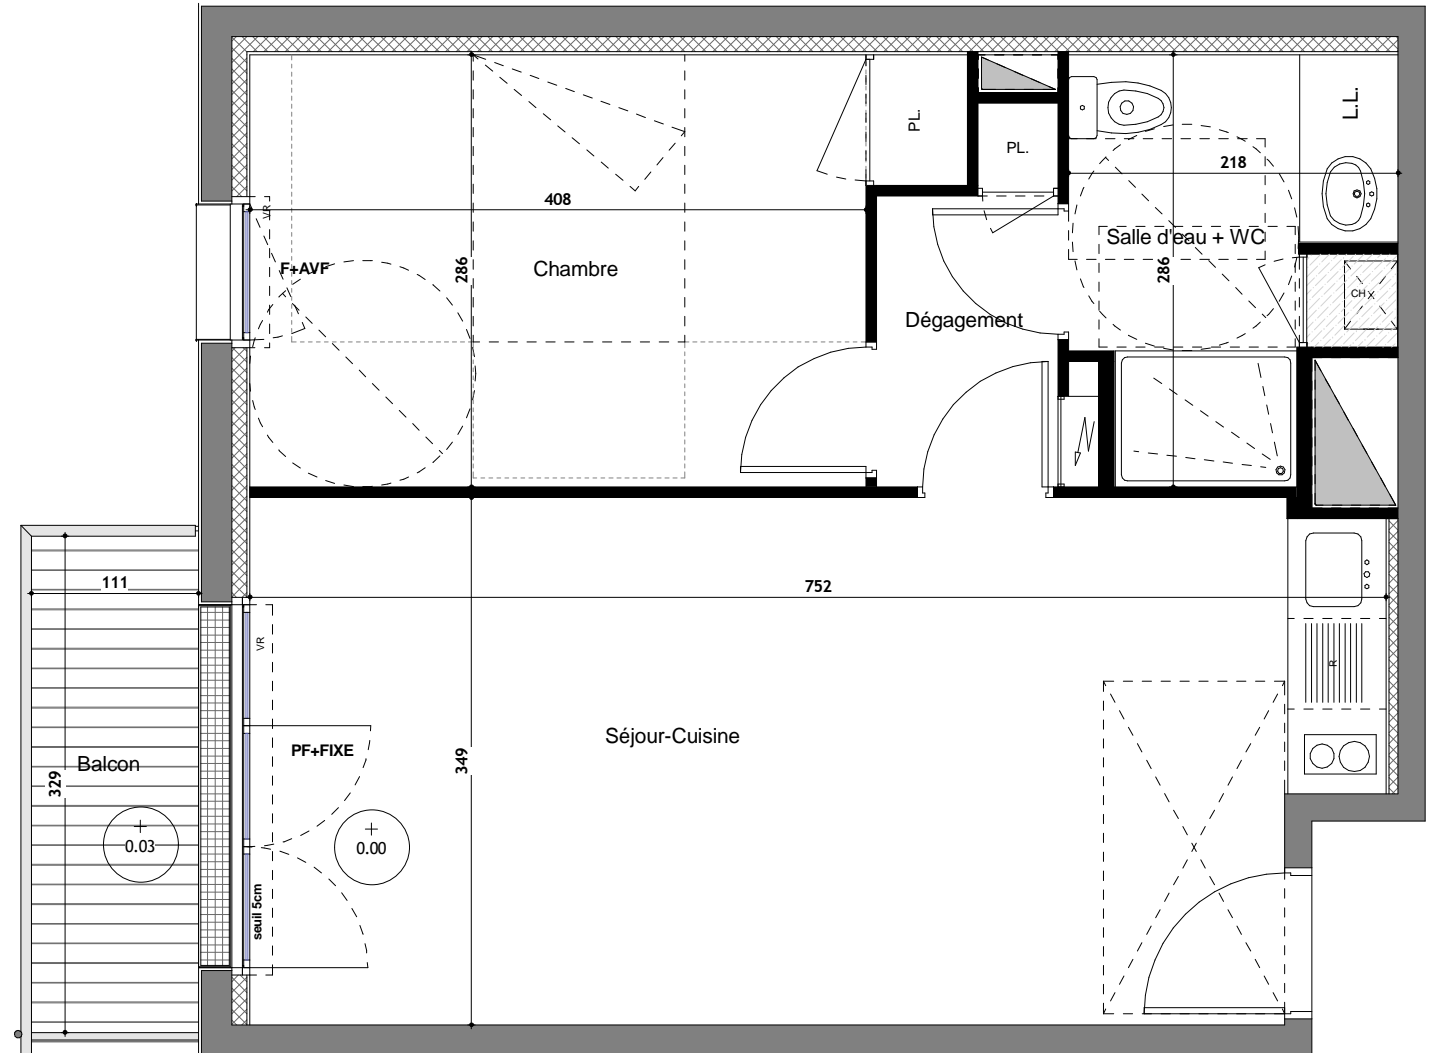 PL.
PL.
L.L.
218
408
VR
F+AVF
286
Chambre
Salle d'eau + WC
286
CH
Dégagement
111
752
VR
R
Séjour-Cuisine
PF+FIXE
349
Balcon
329
0.03
0.00
seuil 5cm